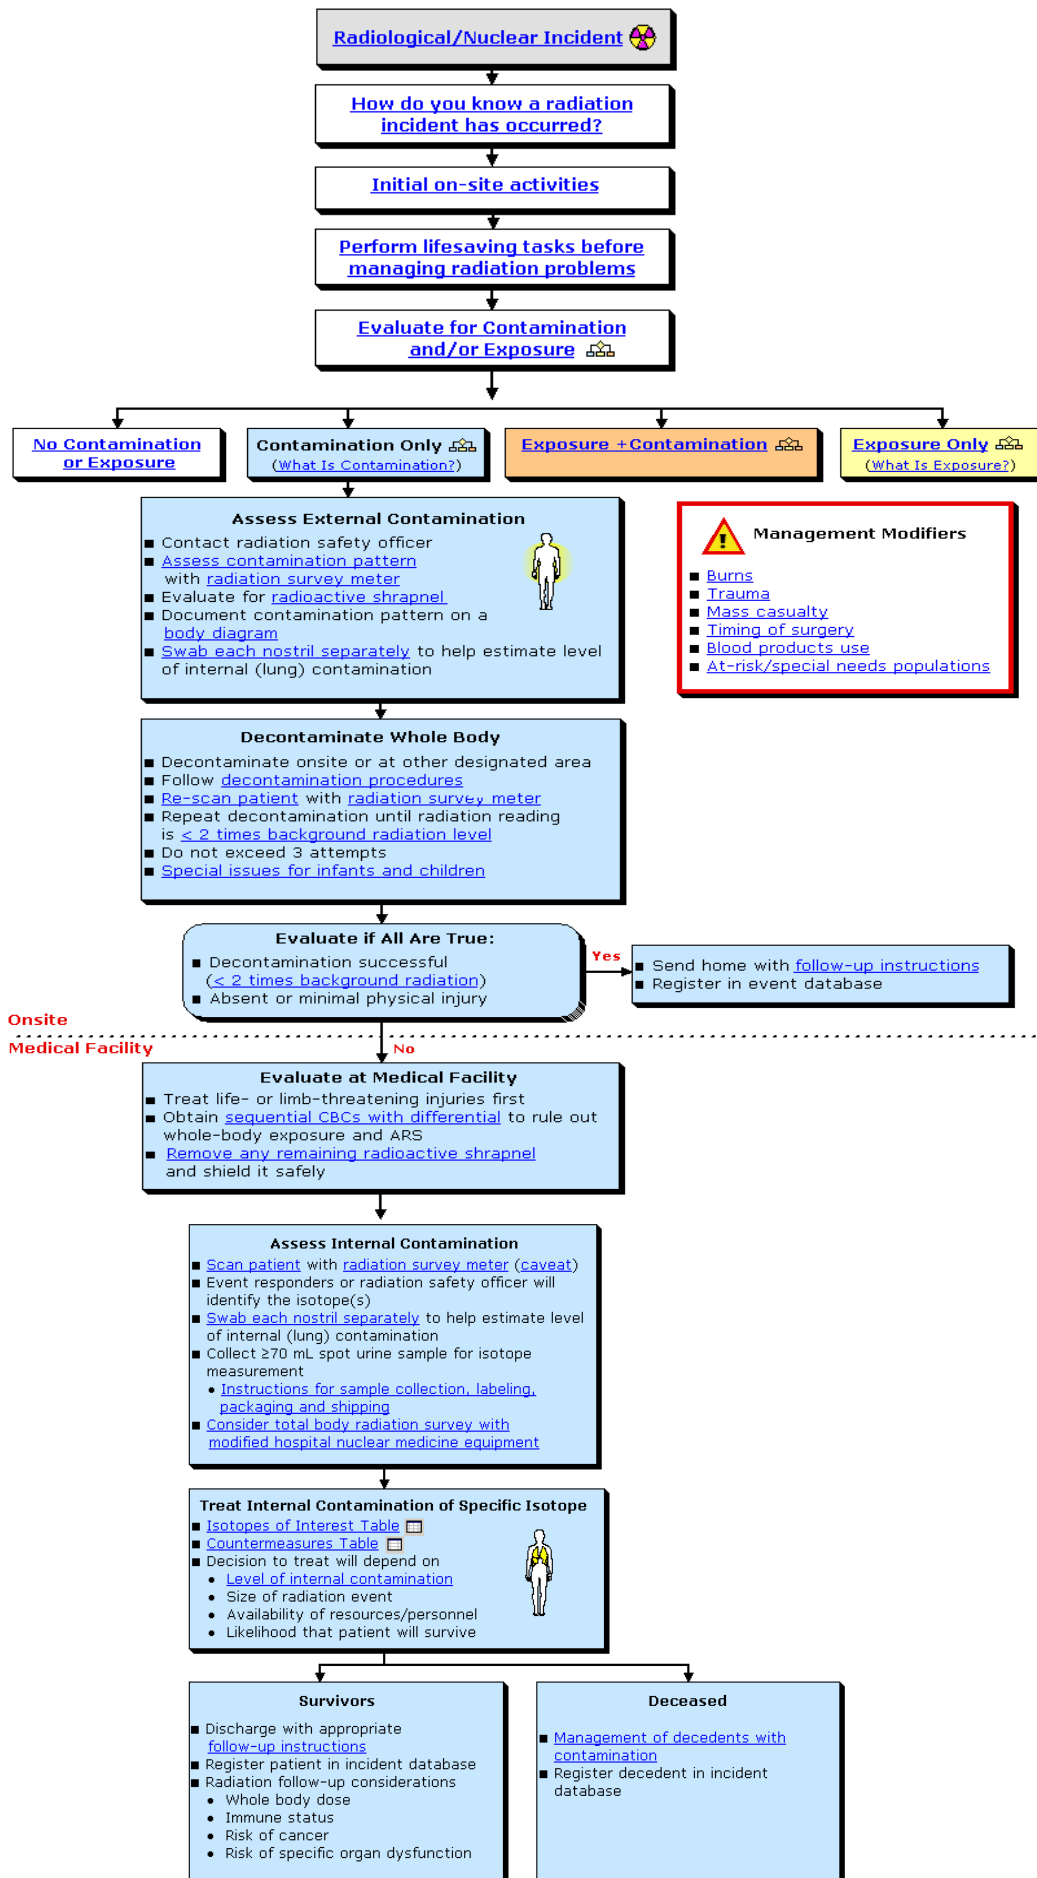 Radiological/Nuclear Incident
How do you know a radiation
incident has occurred?
Initial on-site activities
Perform lifesaving tasks before
managing radiation problems
Evaluate for Contamination
and/or Exposure
No Contamination
or Exposure
Contamination Only
(What Is Contamination?)
Exposure +Contamination
Exposure Only
(What Is Exposure?)
Assess External Contamination
■ Contact radiation safety officer
■ Assess contamination pattern
with radiation survey meter
■ Evaluate for radioactive shrapnel
■ Document contamination pattern on a
body diagram
■ Swab each nostril separately to help estimate level
of internal (lung) contamination
! Management Modifiers
■ Burns
■ Trauma
■ Mass casualty
■ Timing of surgery
■ Blood products use
■ At-risk/special needs populations
Decontaminate Whole Body
■ Decontaminate onsite or at other designated area
■ Follow decontamination procedures
■ Re-scan patient with radiation survey meter
■ Repeat decontamination until radiation reading
is < 2 times background radiation level
■ Do not exceed 3 attempts
■ Special issues for infants and children
Evaluate if All Are True:
■ Decontamination successful
(< 2 times background radiation)
■ Absent or minimal physical injury
Yes
■ Send home with follow-up instructions
■ Register in event database
Onsite
Medical Facility
No
Evaluate at Medical Facility
■ Treat life- or limb-threatening injuries first
■ Obtain sequential CBCs with differential to rule out
whole-body exposure and ARS
■ Remove any remaining radioactive shrapnel
and shield it safely
Assess Internal Contamination
■ Scan patient with radiation survey meter (caveat)
■ Event responders or radiation safety officer will
identify the isotope(s)
■ Swab each nostril separately to help estimate level
of internal (lung) contamination
■ Collect ≥70 mL spot urine sample for isotope
measurement
• Instructions for sample collection, labeling,
packaging and shipping
■ Consider total body radiation survey with
modified hospital nuclear medicine equipment
Treat Internal Contamination of Specific Isotope
■ Isotopes of Interest Table
■ Countermeasures Table
■ Decision to treat will depend on
• Level of internal contamination
• Size of radiation event
• Availability of resources/personnel
• Likelihood that patient will survive
Survivors
■ Discharge with appropriate
follow-up instructions
■ Register patient in incident database
■ Radiation follow-up considerations
• Whole body dose
• Immune status
• Risk of cancer
• Risk of specific organ dysfunction
Deceased
■ Management of decedents with
contamination
■ Register decedent in incident
database